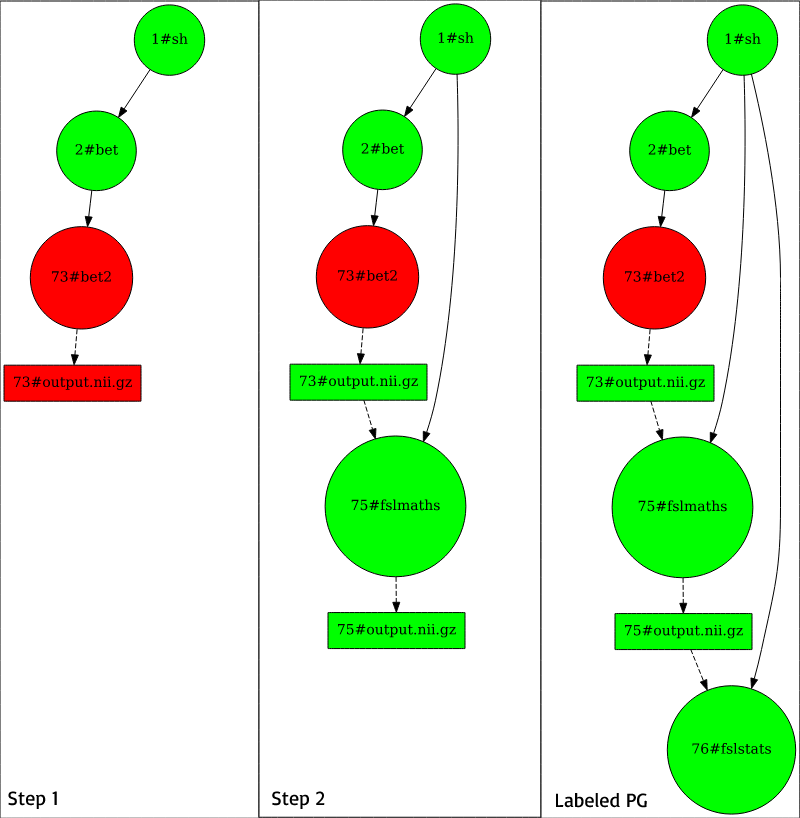 1#sh
2#bet
73#bet2
73#output.nii.gz
Step 1
1#sh
2#bet
73#bet2
73#output.nii.gz
75#fslmaths
75#output.nii.gz
Step 2
1#sh
2#bet
73#bet2
73#output.nii.gz
75#fslmaths
75#output.nii.gz
76#fslstats
Labeled PG